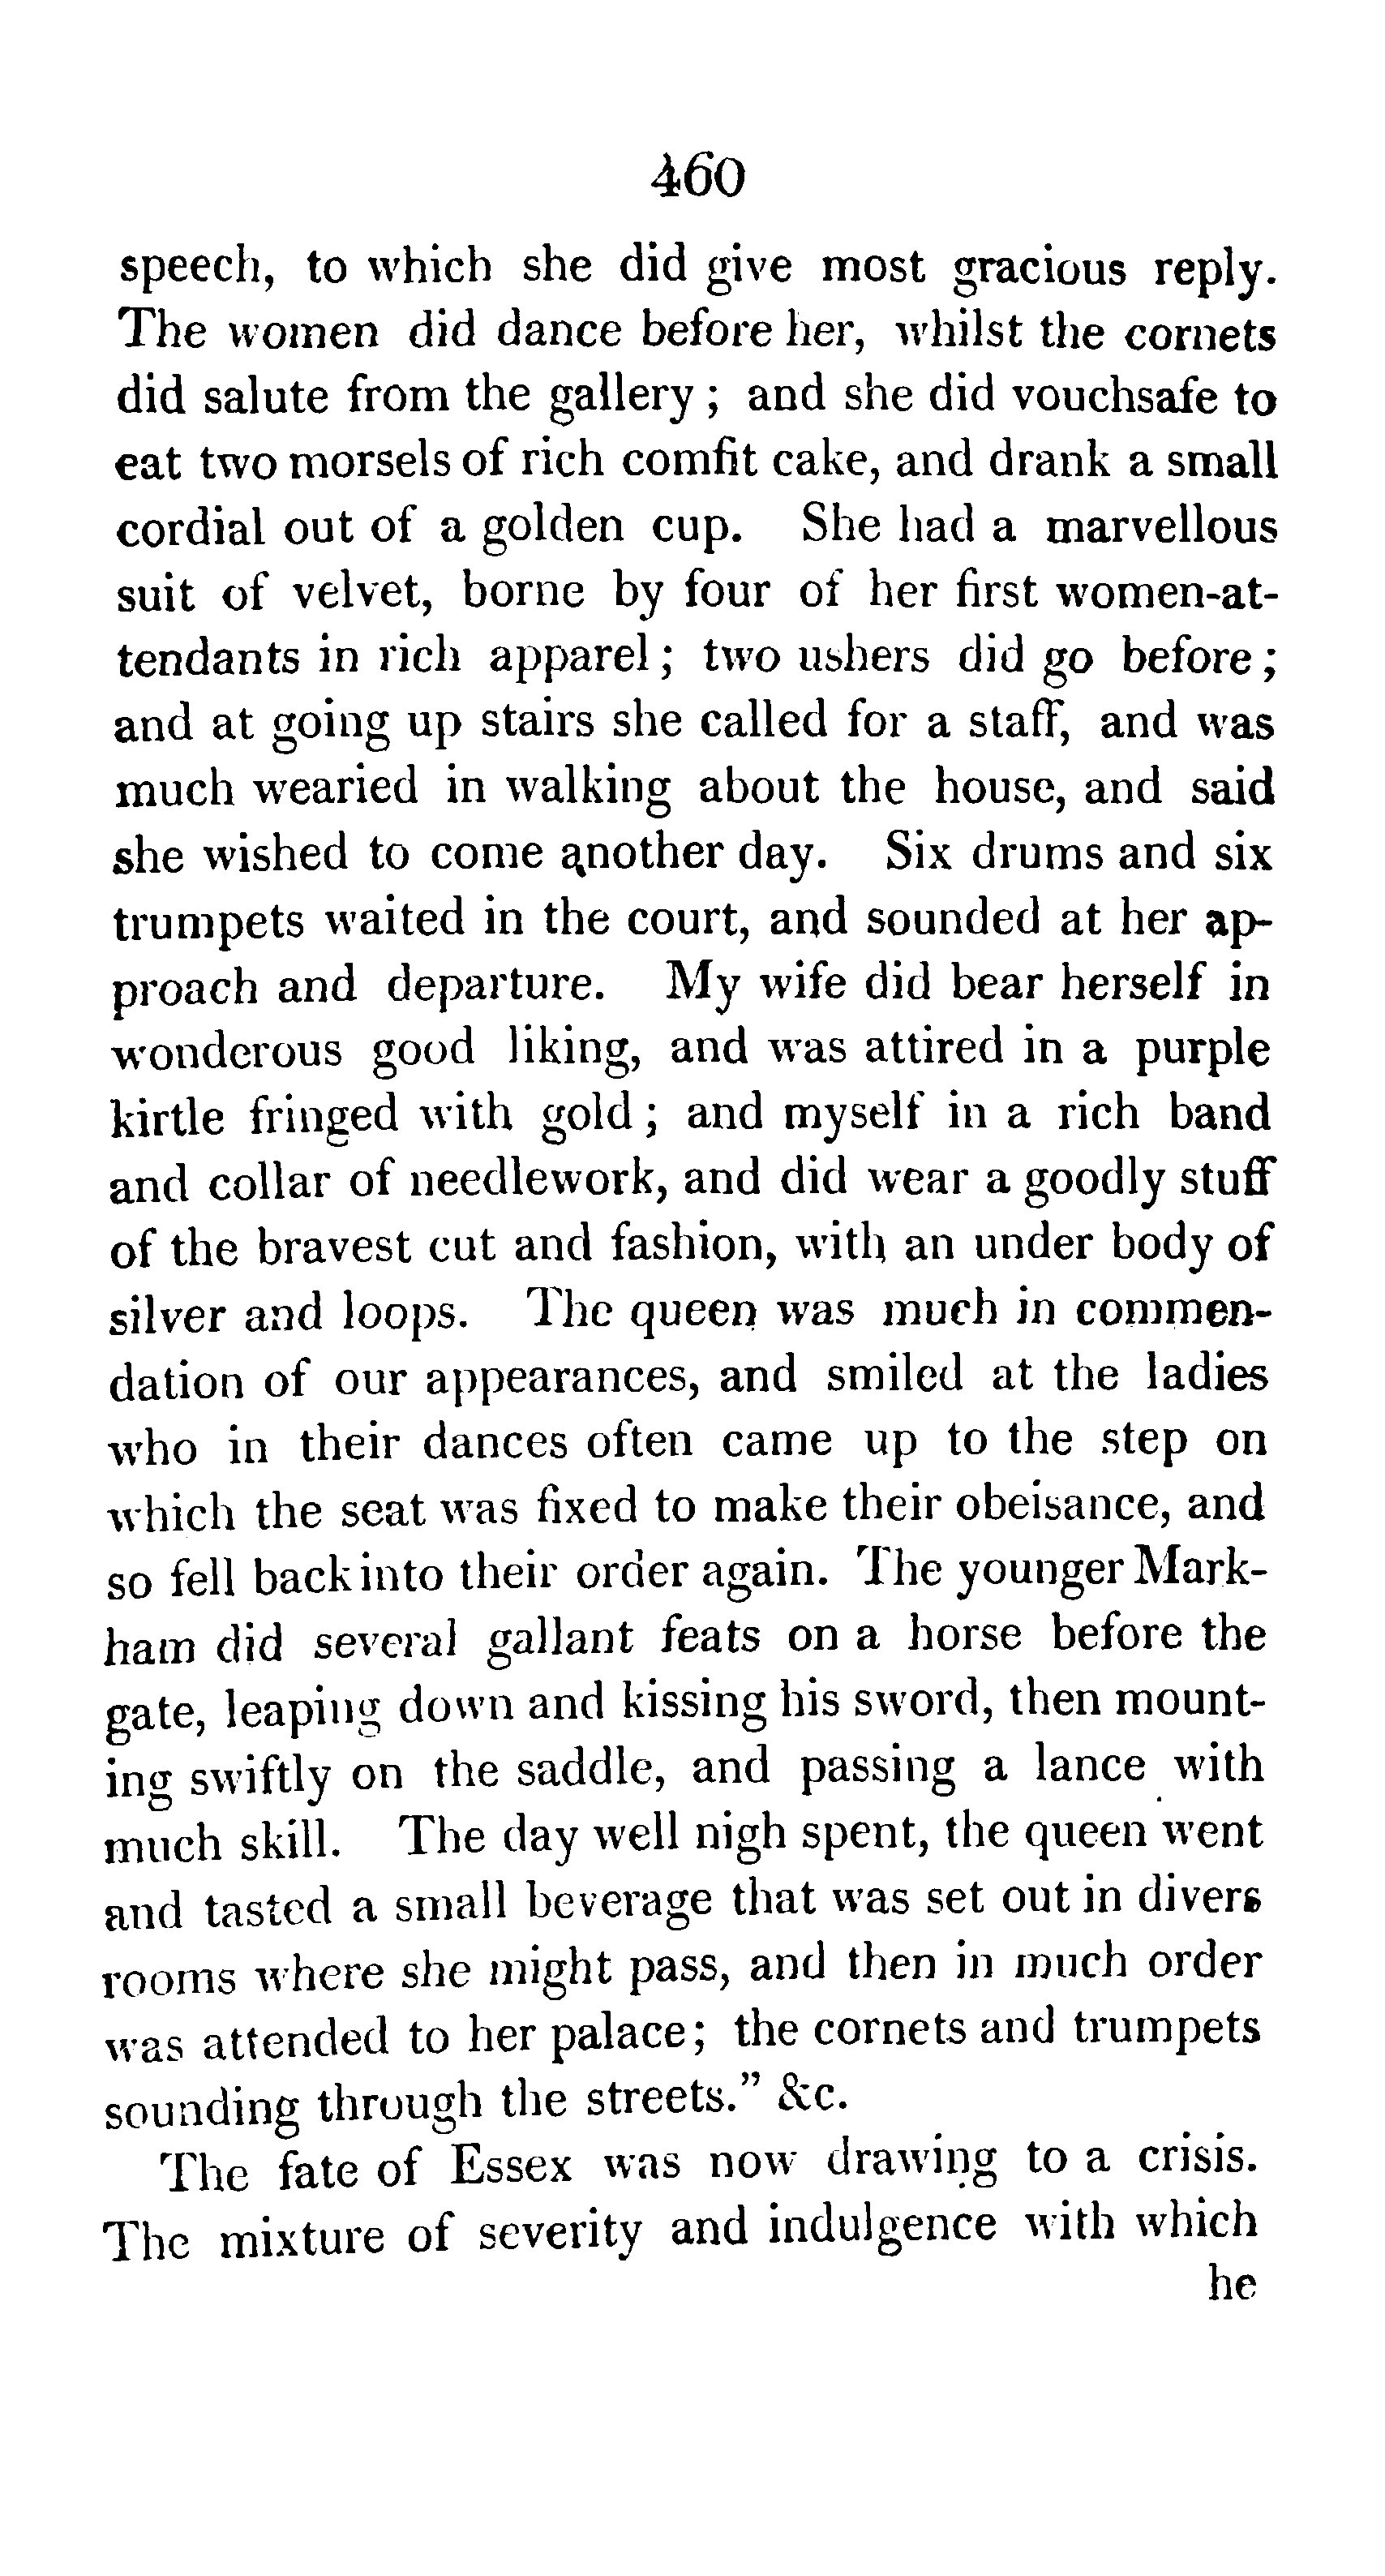 460
speech, to which she did give most gracious reply.
The women did dance before her, whilst the cornets
did salute from the gallery ; and she did vouchsafe to
eat two morsels of rich comfit cake, and drank a small
cordial out of a golden cup. She had a marvellous
suit of velvet, borne by four of her first women-at-
tendants in rich apparel ; two ushers did go before ;
and at going up stairs she called for a staff, and was
much wearied in walking about the house, and said
she wished to come another day. Six drums and six
trumpets waited in the court, and sounded at her ap-
proach and departure. My wife did bear herself in
wonderous good liking, and was attired in a purple
kirtle fringed with gold ; and myself in a rich band
and collar of needlework, and did wear a goodly stuff
of the bravest cut and fashion, with an under body of
silver and loops. The queen was much in commen-
dation of our appearances, and smiled at the ladies
who in their dances often came up to the step on
which the seat was fixed to make their obeisance, and
so fell back into their order again. The younger Mark-
ham did several gallant feats on a horse before the
gate, leaping down and kissing his sword, then mount-
ing swiftly on the saddle, and passing a lance with
much skill. The day well nigh spent, the queen went
and tasted a small beverage that was set out in divers
rooms where she might pass, and then in much order
was attended to her palace ; the cornets and trumpets
sounding through the streets." &c.
The fate of Essex was now drawing to a crisis.
The mixture of severity and indulgence with which
he